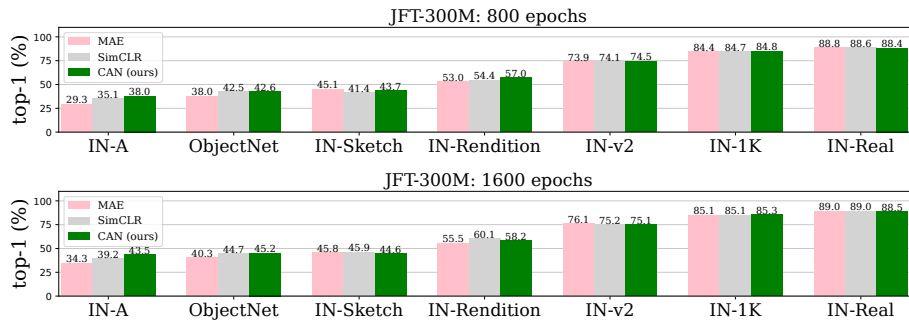 JFT-300M: 800 epochs
top-1 (%)
100
75
50
25
0
MAE
SimCLR
CAN (ours)
29.3 35.1 38.0
38.0 42.5 42.6
45.1 41.4 43.7
53.0 54.4 57.0
73.9 74.1 74.5
84.4 84.7 84.8
88.8 88.6 88.4
IN-A ObjectNet IN-Sketch IN-Rendition IN-v2 IN-1K IN-Real
JFT-300M: 1600 epochs
top-1 (%)
100
75
50
25
0
MAE
SimCLR
CAN (ours)
34.3 39.2 43.5
40.3 44.7 45.2
45.8 45.9 44.6
55.5 60.1 58.2
76.1 75.2 75.1
85.1 85.1 85.3
89.0 89.0 88.5
IN-A ObjectNet IN-Sketch IN-Rendition IN-v2 IN-1K IN-Real